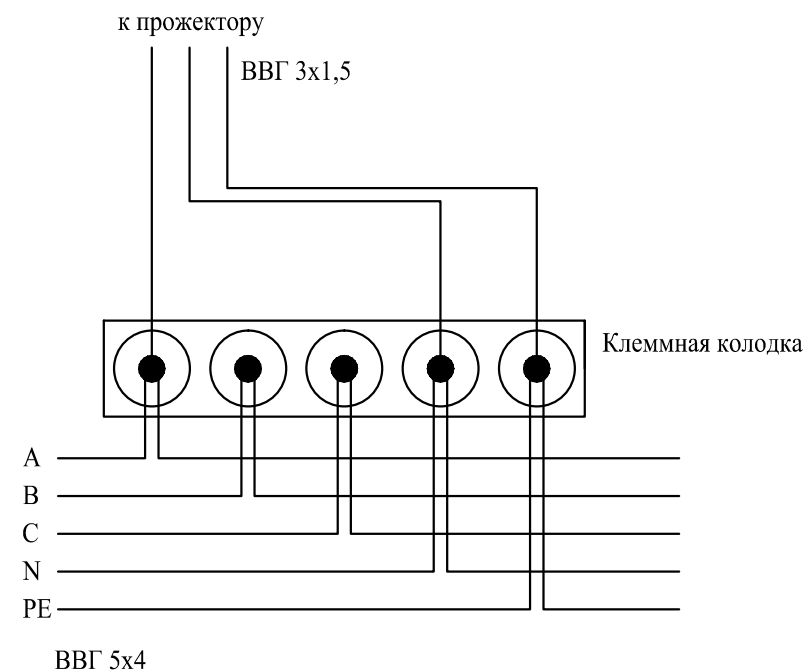 к прожектору
ВВГ 3х1,5
Клеммная колодка
A
B
C
N
PE
ВВГ 5х4